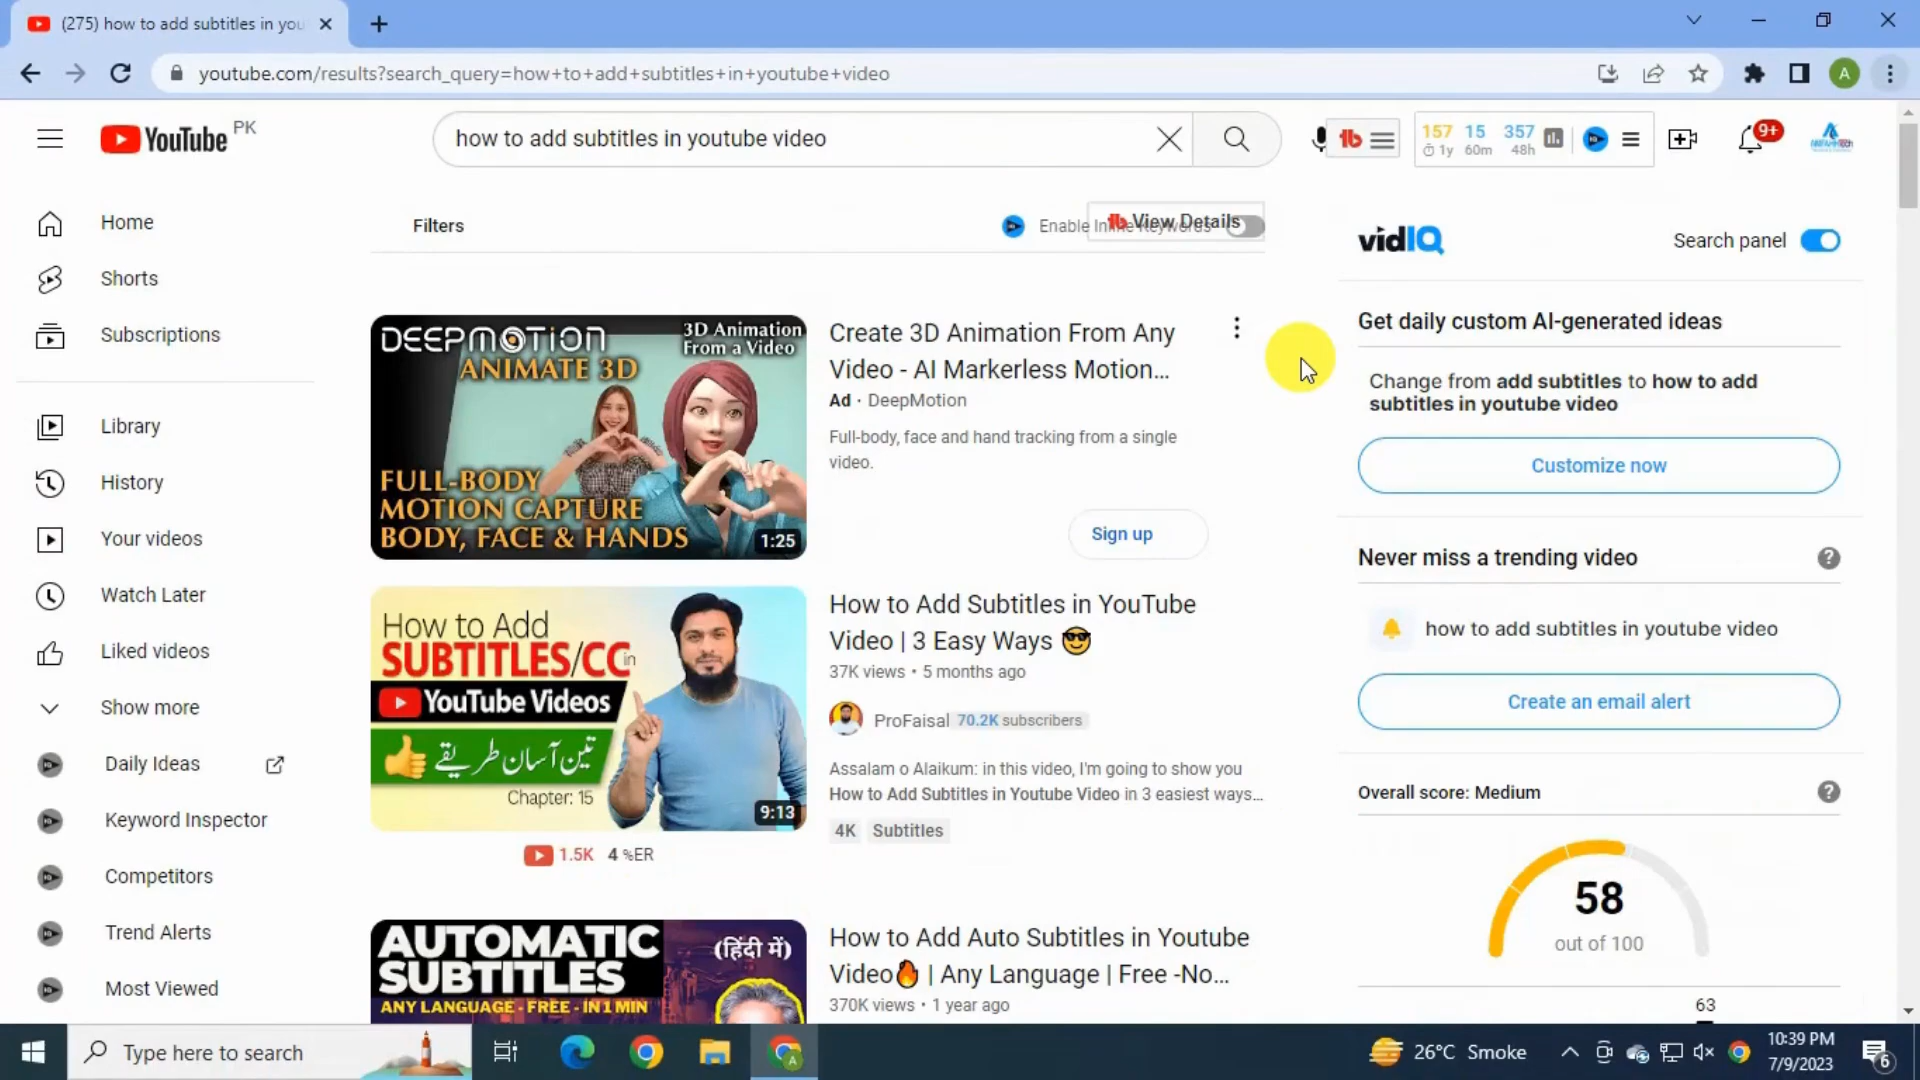 (275) how to add subtitles in you
youtube.com/results?search_query=how+to+add+subtitles+in+youtube+video
A
YouTube PK
how to add subtitles in youtube video
157 15 357
1y 60m 48h
9+
Home
Shorts
Subscriptions
Library
History
Your videos
Watch Later
Liked videos
Show more
Daily Ideas
Keyword Inspector
Competitors
Trend Alerts
Most Viewed
Filters
Enable Inline Keywords
View Details
DEEPMOTION
ANIMATE 3D
3D Animation
From a Video
FULL-BODY
MOTION CAPTURE
BODY, FACE & HANDS
1:25
Create 3D Animation From Any
Video - AI Markerless Motion...
Ad · DeepMotion
Full-body, face and hand tracking from a single
video.
Sign up
How to Add
SUBTITLES/CC in
YouTube Videos
تین آسان طریقے
Chapter: 15
9:13
1.5K 4 %ER
How to Add Subtitles in YouTube
Video | 3 Easy Ways 😎
37K views • 5 months ago
ProFaisal 70.2K subscribers
Assalam o Alaikum: in this video, I'm going to show you
How to Add Subtitles in Youtube Video in 3 easiest ways...
4K Subtitles
AUTOMATIC
SUBTITLES
(हिंदी में)
ANY LANGUAGE - FREE - IN 1 MIN
How to Add Auto Subtitles in Youtube
Video🔥 | Any Language | Free -No...
370K views • 1 year ago
vidIQ
Search panel
Get daily custom AI-generated ideas
Change from add subtitles to how to add
subtitles in youtube video
Customize now
Never miss a trending video
how to add subtitles in youtube video
Create an email alert
Overall score: Medium
58
out of 100
63
Type here to search
26°C Smoke
10:39 PM
7/9/2023
6